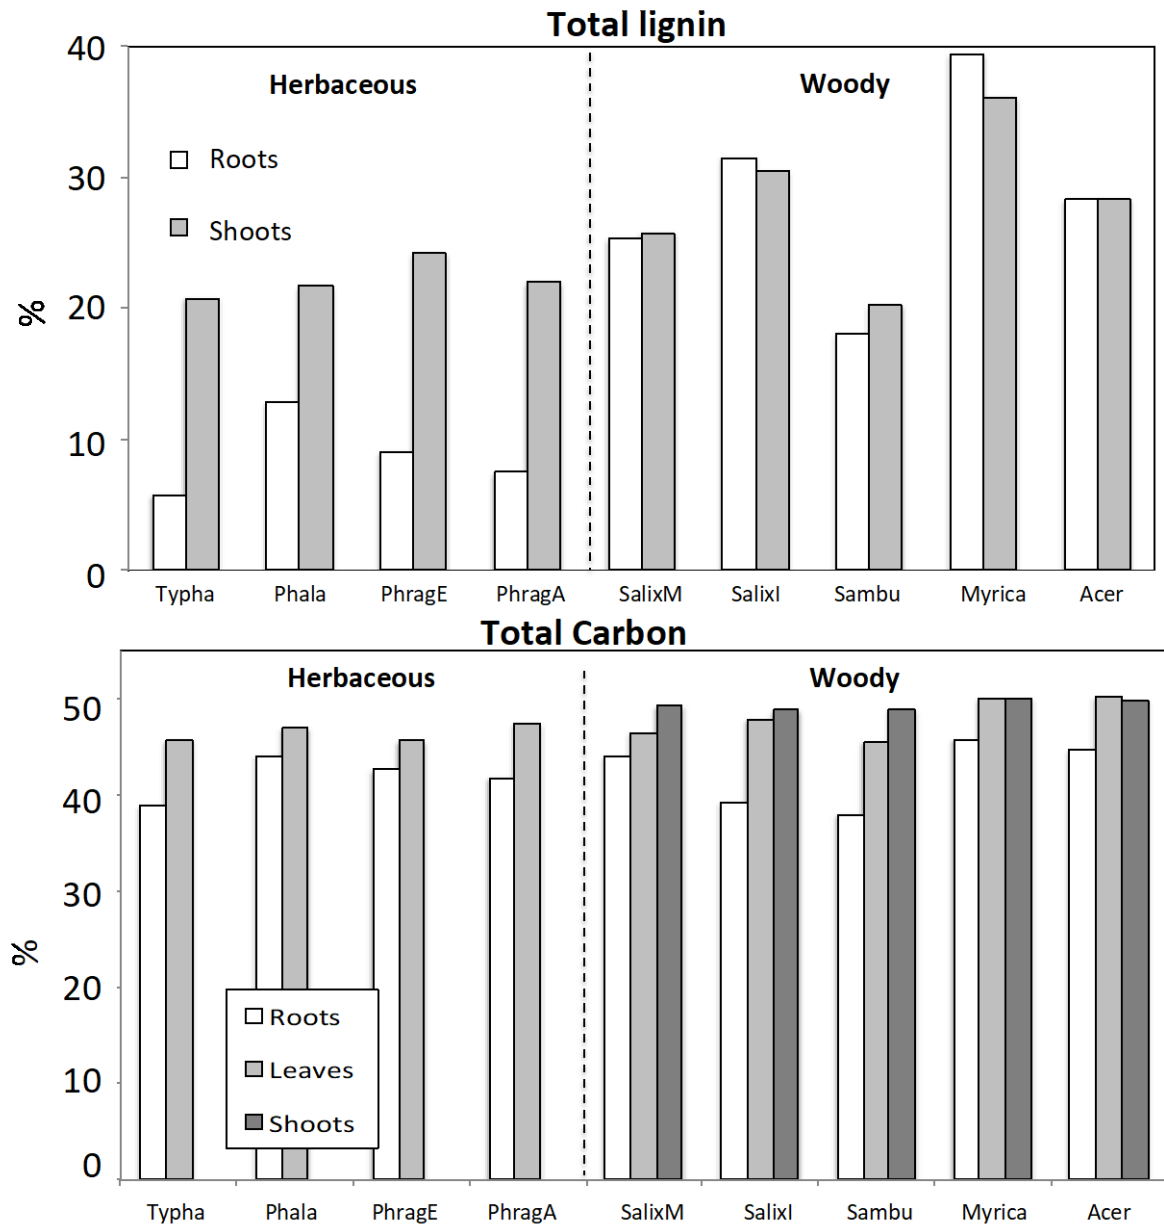 Total lignin
40
Herbaceous
Woody
Roots
30
Shoots
20
%
10
0
Typha Phala PhragE PhragA SalixM SalixI Sambu Myrica Acer
Total Carbon
Herbaceous
Woody
50
40
30
%
20
Roots
Leaves
10
Shoots
0
Typha Phala PhragE PhragA SalixM SalixI Sambu Myrica Acer